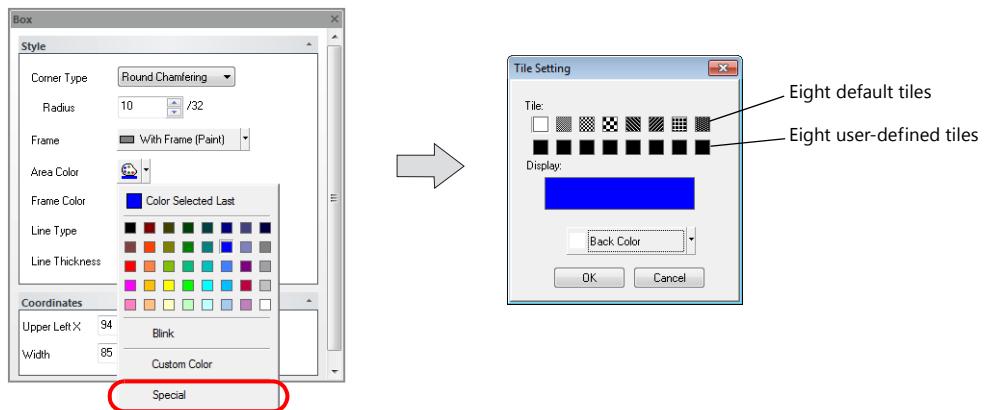 Box
Style
Corner Type
Round Chamfering
Radius
10
/32
Frame
With Frame (Paint)
Area Color
Frame Color
Color Selected Last
Line Type
Line Thickness
Coordinates
Upper Left X
94
Width
85
Blink
Custom Color
Special
Tile Setting
Tile:
Display:
Back Color
OK
Cancel
Eight default tiles
Eight user-defined tiles